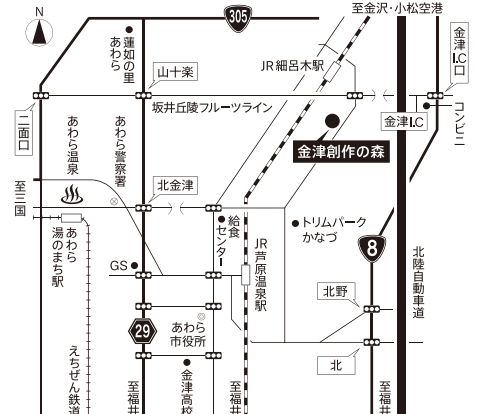 N
305
至金沢・小松空港
金津
I.C
口
蓮如の里
あわら
山十楽
JR細呂木駅
坂井丘陵フルーツライン
金津I.C
コンビニ
二面口
あわら温泉
あわら警察署
金津創作の森
至三国
北金津
給食
センター
トリムパーク
かなづ
8
あわら
湯のまち駅
GS
JR
芦原温泉駅
北陸自動車道
北野
29
あわら
市役所
北
えちぜん鉄道
至福井
金津高校
至福井
至福井
至福井